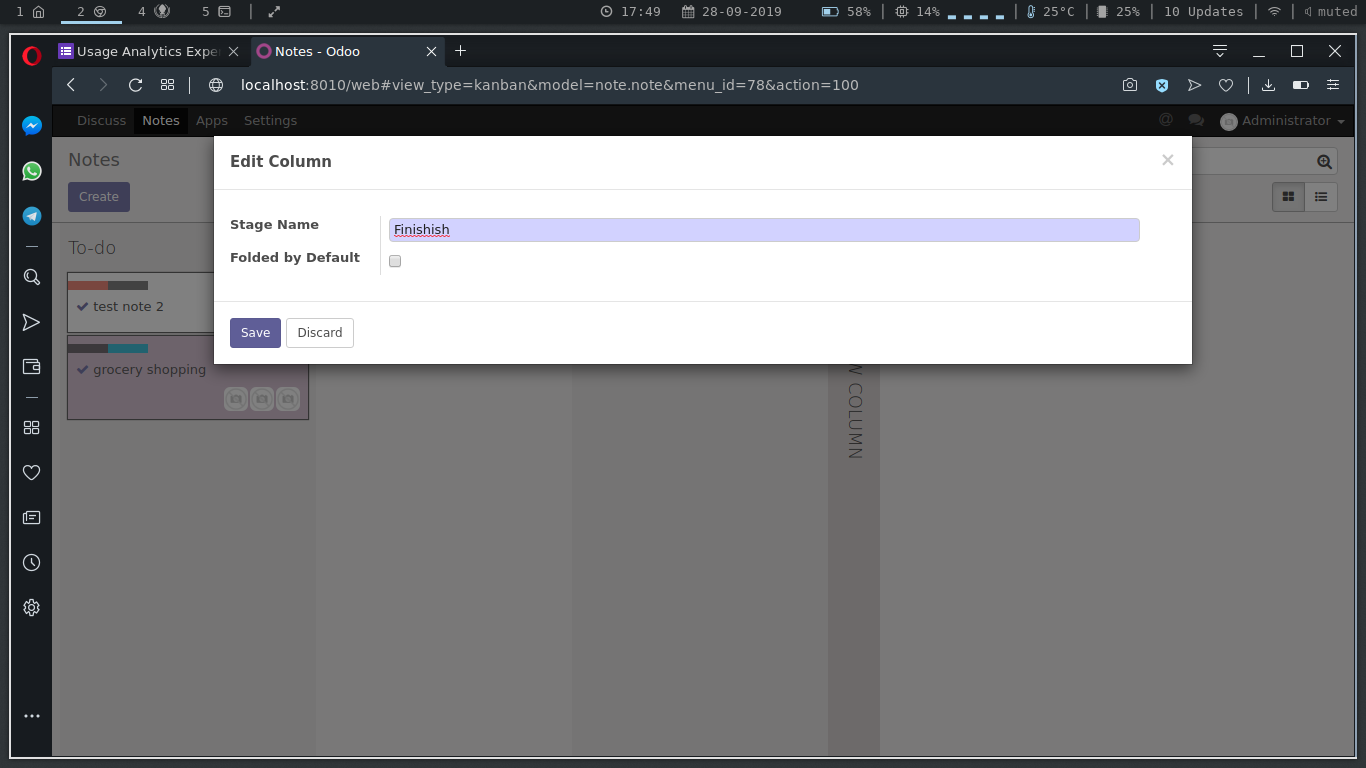 1 2 4 5 17:49 28-09-2019 58% 14% 25°C 25% 10 Updates muted
Usage Analytics Expe Notes - Odoo
localhost:8010/web#view_type=kanban&model=note.note&menu_id=78&action=100
Discuss Notes Apps Settings @ Administrator
Notes
Create
Edit Column ×
Stage Name Finishish
Folded by Default
Save Discard
To-do
test note 2
grocery shopping
W COLUMN